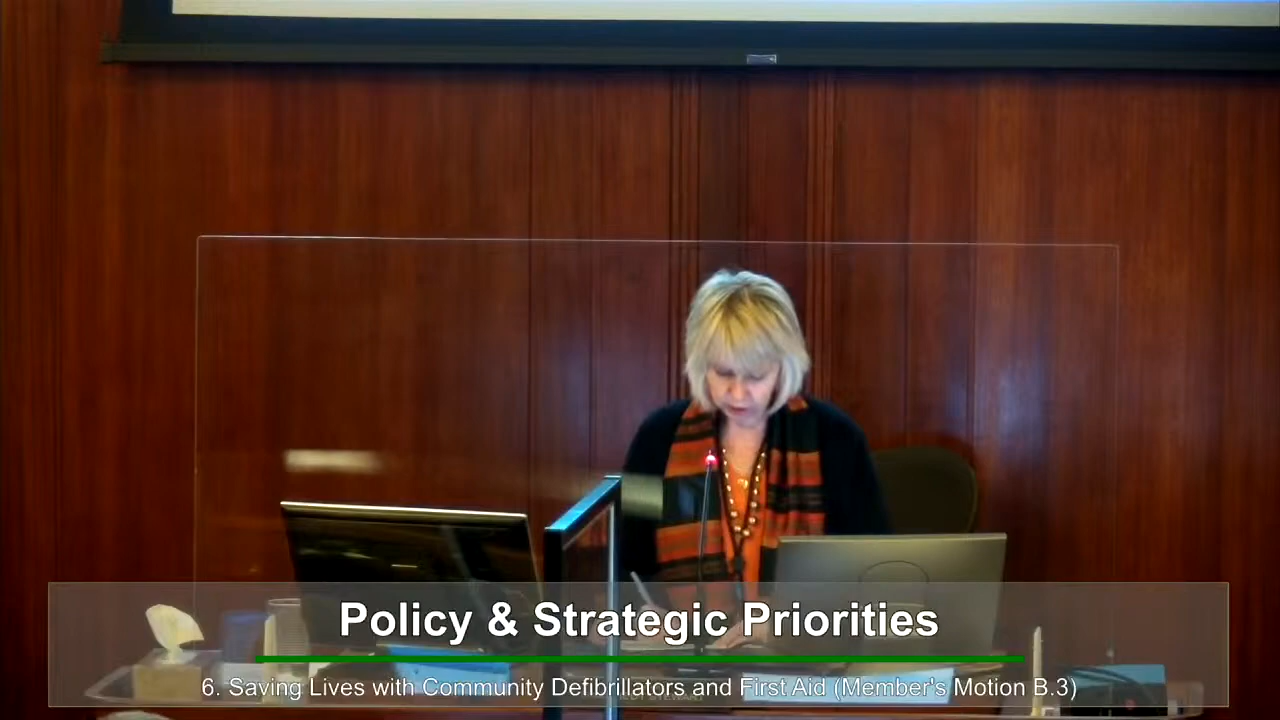 Policy & Strategic Priorities
6. Saving Lives with Community Defibrillators and First Aid (Member's Motion B.3)